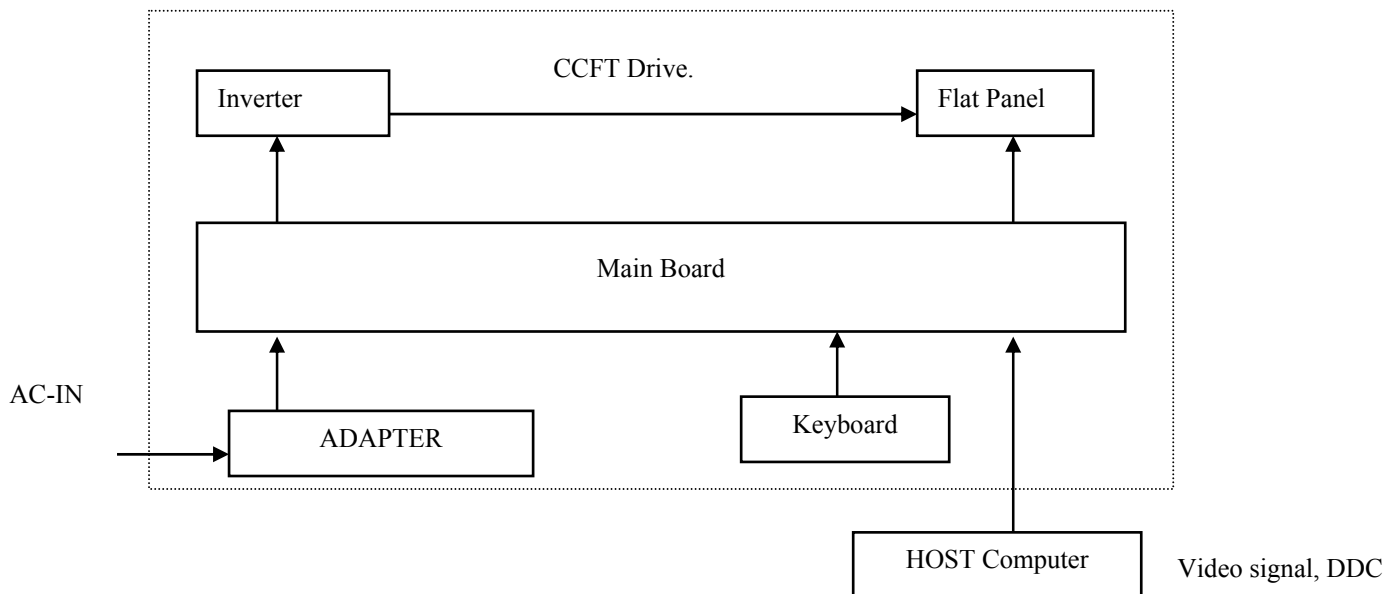 CCFT Drive.
Inverter
Flat Panel
Main Board
AC-IN
ADAPTER
Keyboard
HOST Computer
Video signal, DDC